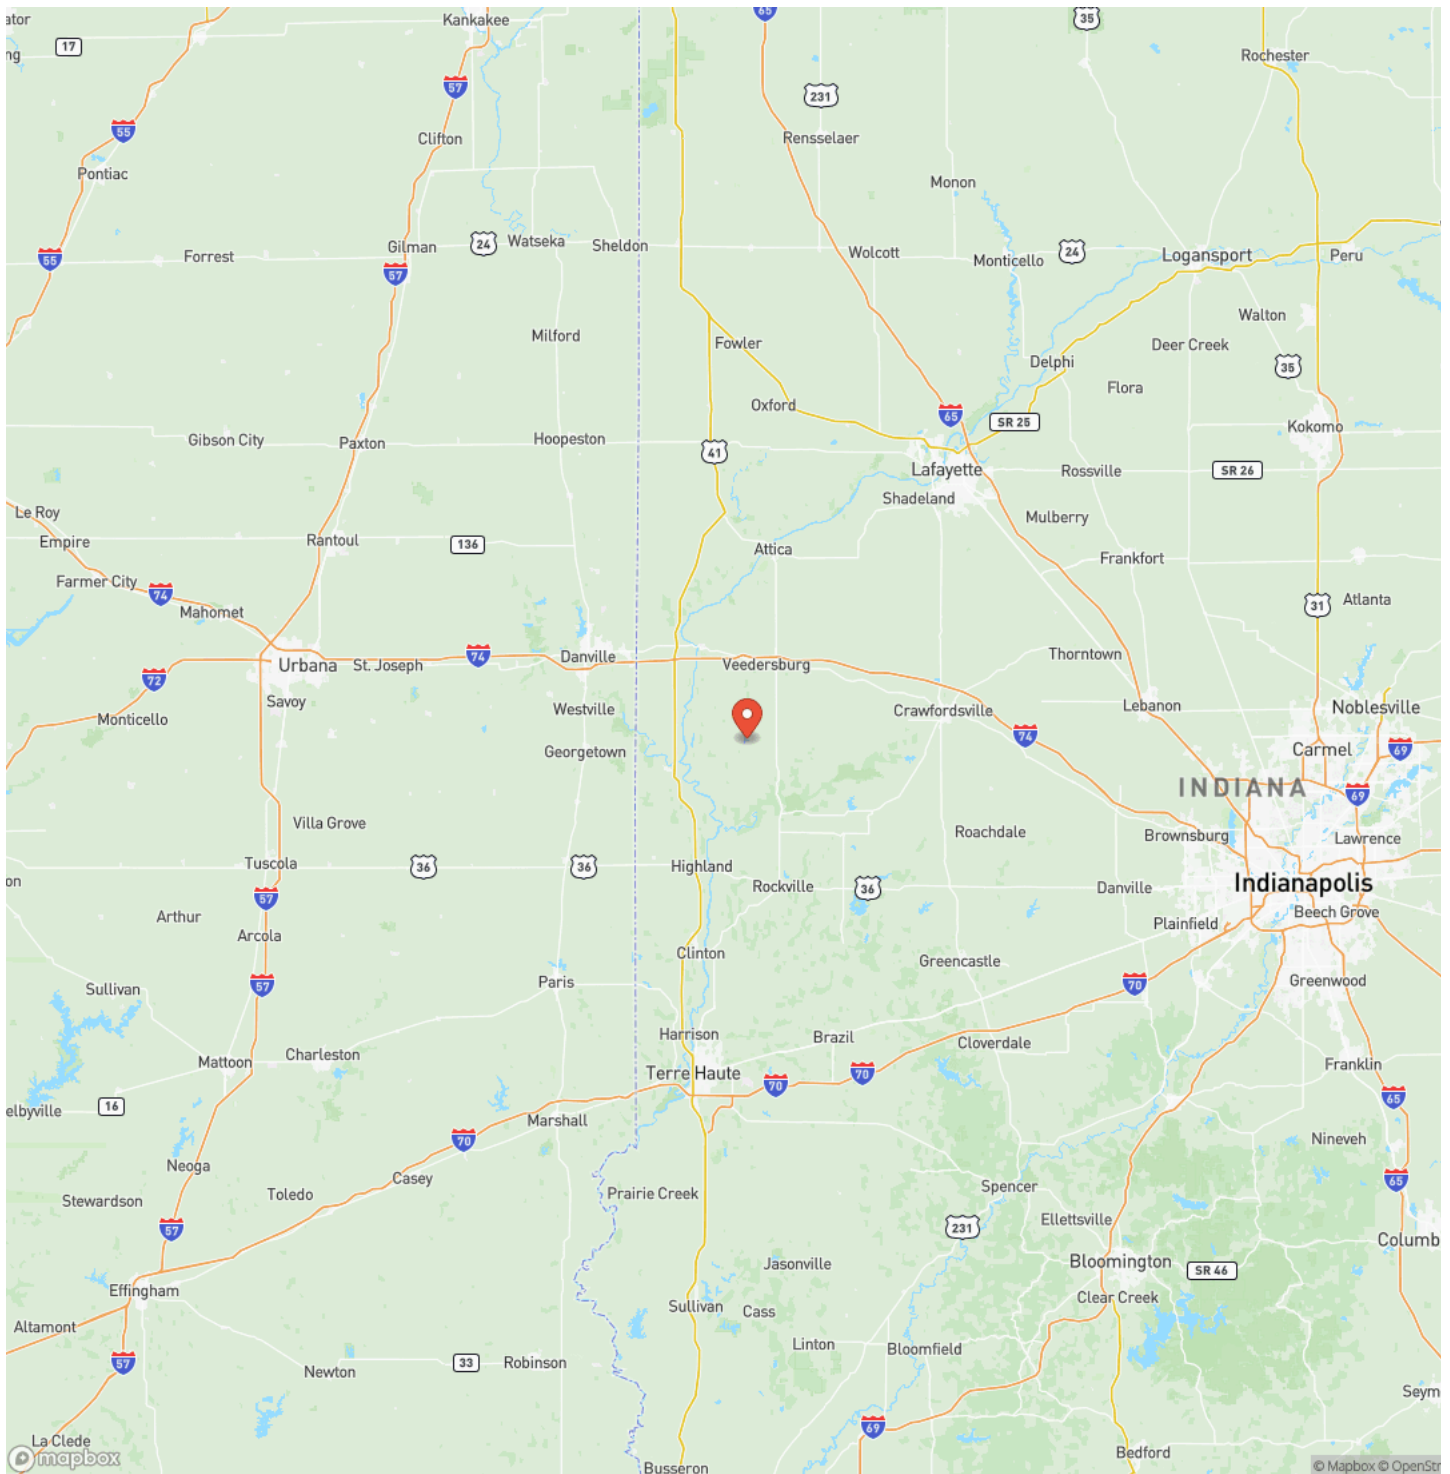 Kankakee
65
35
ator
17
ng
Rochester
57
231
55
Clifton
Rensselaer
Pontiac
Monon
24
Watseka
Sheldon
Gilman
Wolcott
24
Monticello
Logansport
Peru
55
Forrest
57
Walton
Milford
Fowler
Deer Creek
Delphi
35
Flora
Oxford
65
SR 25
Kokomo
Gibson City
Paxton
Hoopeston
41
Lafayette
Rossville
SR 26
Shadeland
Le Roy
Mulberry
Empire
Rantoul
136
Attica
Frankfort
Farmer City
74
Mahomet
Atlanta
31
Urbana
St. Joseph
74
Danville
Veedersburg
Thorntown
72
Savoy
Westville
Crawfordsville
Lebanon
Noblesville
Monticello
74
Georgetown
Carmel
69
INDIANA
69
Villa Grove
Roachdale
Brownsburg
Lawrence
Tuscola
36
36
Highland
on
Rockville
36
Danville
Indianapolis
57
Arthur
Beech Grove
Plainfield
Arcola
Clinton
Greencastle
57
Paris
70
Greenwood
Sullivan
Harrison
Brazil
Cloverdale
Mattoon
Charleston
Franklin
Terre Haute
70
70
65
elbyville
16
Marshall
70
Nineveh
Neoga
Casey
65
Stewardson
Toledo
Prairie Creek
Spencer
57
231
Ellettsville
Columb
Jasonville
Bloomington
SR 46
Effingham
Sullivan
Cass
Clear Creek
Altamont
Linton
Bloomfield
57
Newton
33
Robinson
Seym
69
La Clede
Bedford
mapbox
Busseron
© Mapbox © OpenStr